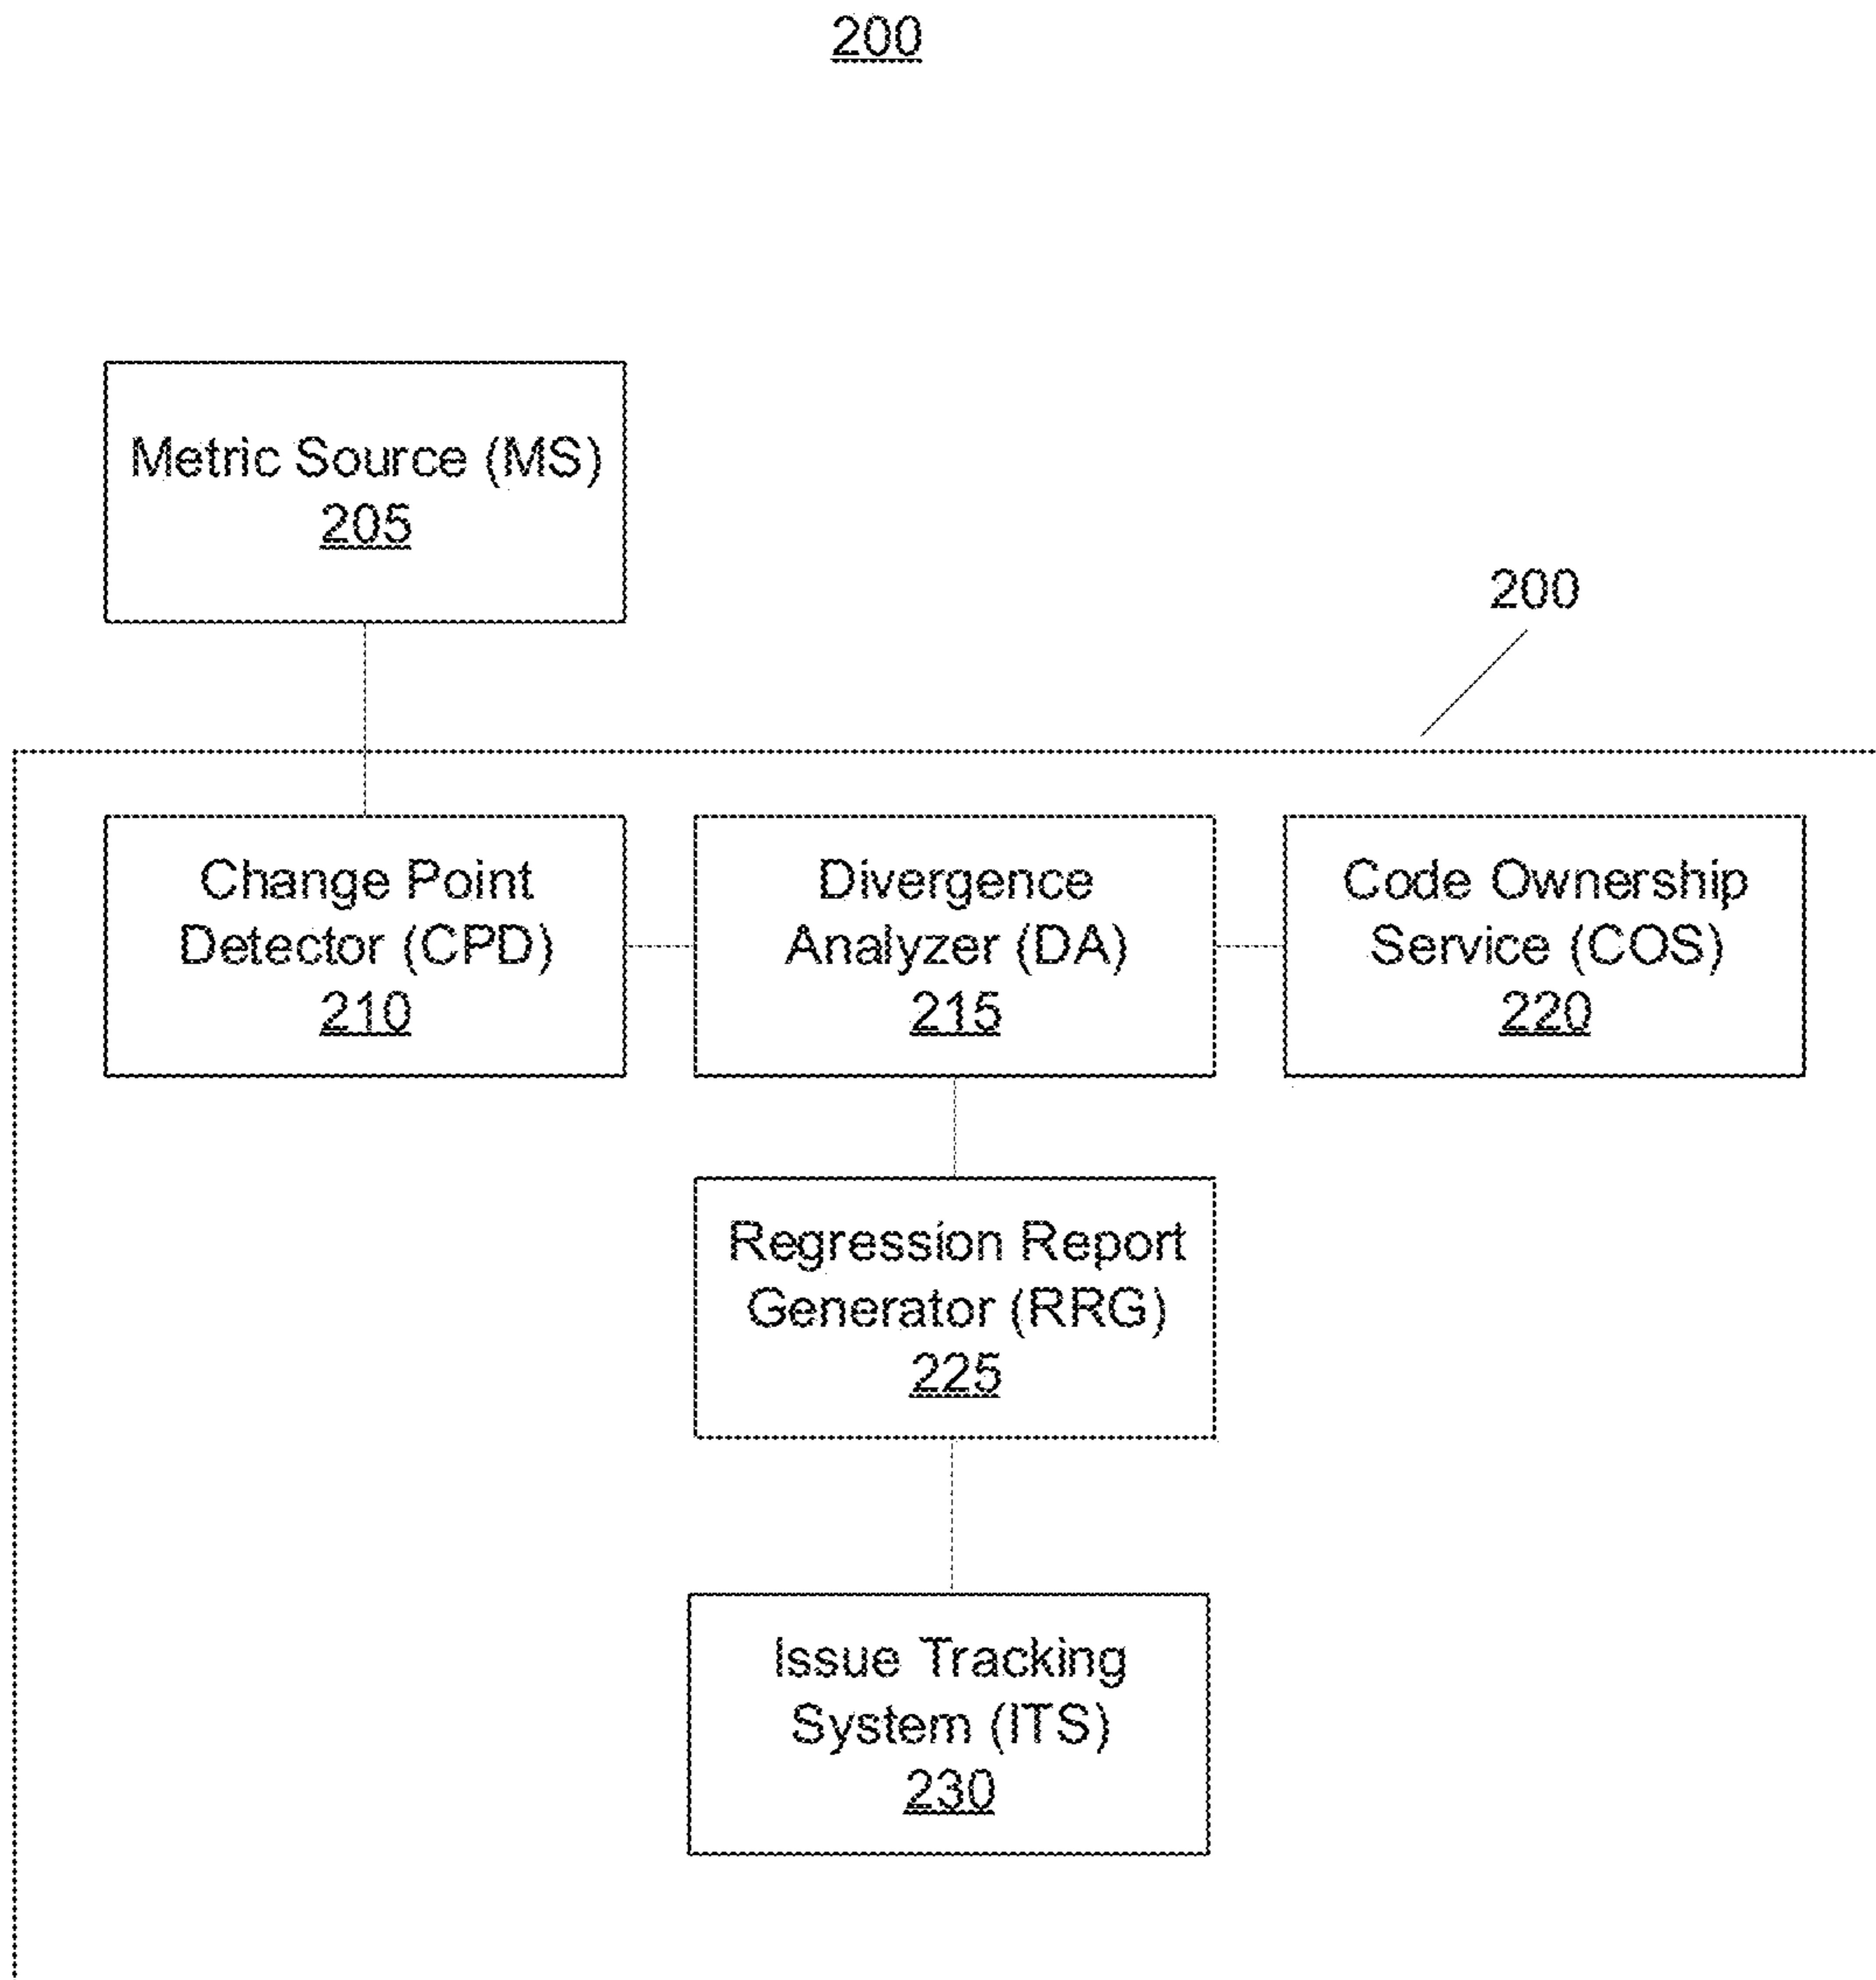 200
Metric Source (MS)
205
200
Change Point
Detector (CPD)
210
Divergence
Analyzer (DA)
215
Code Ownership
Service (COS)
220
Regression Report
Generator (RRG)
225
Issue Tracking
System (ITS)
230